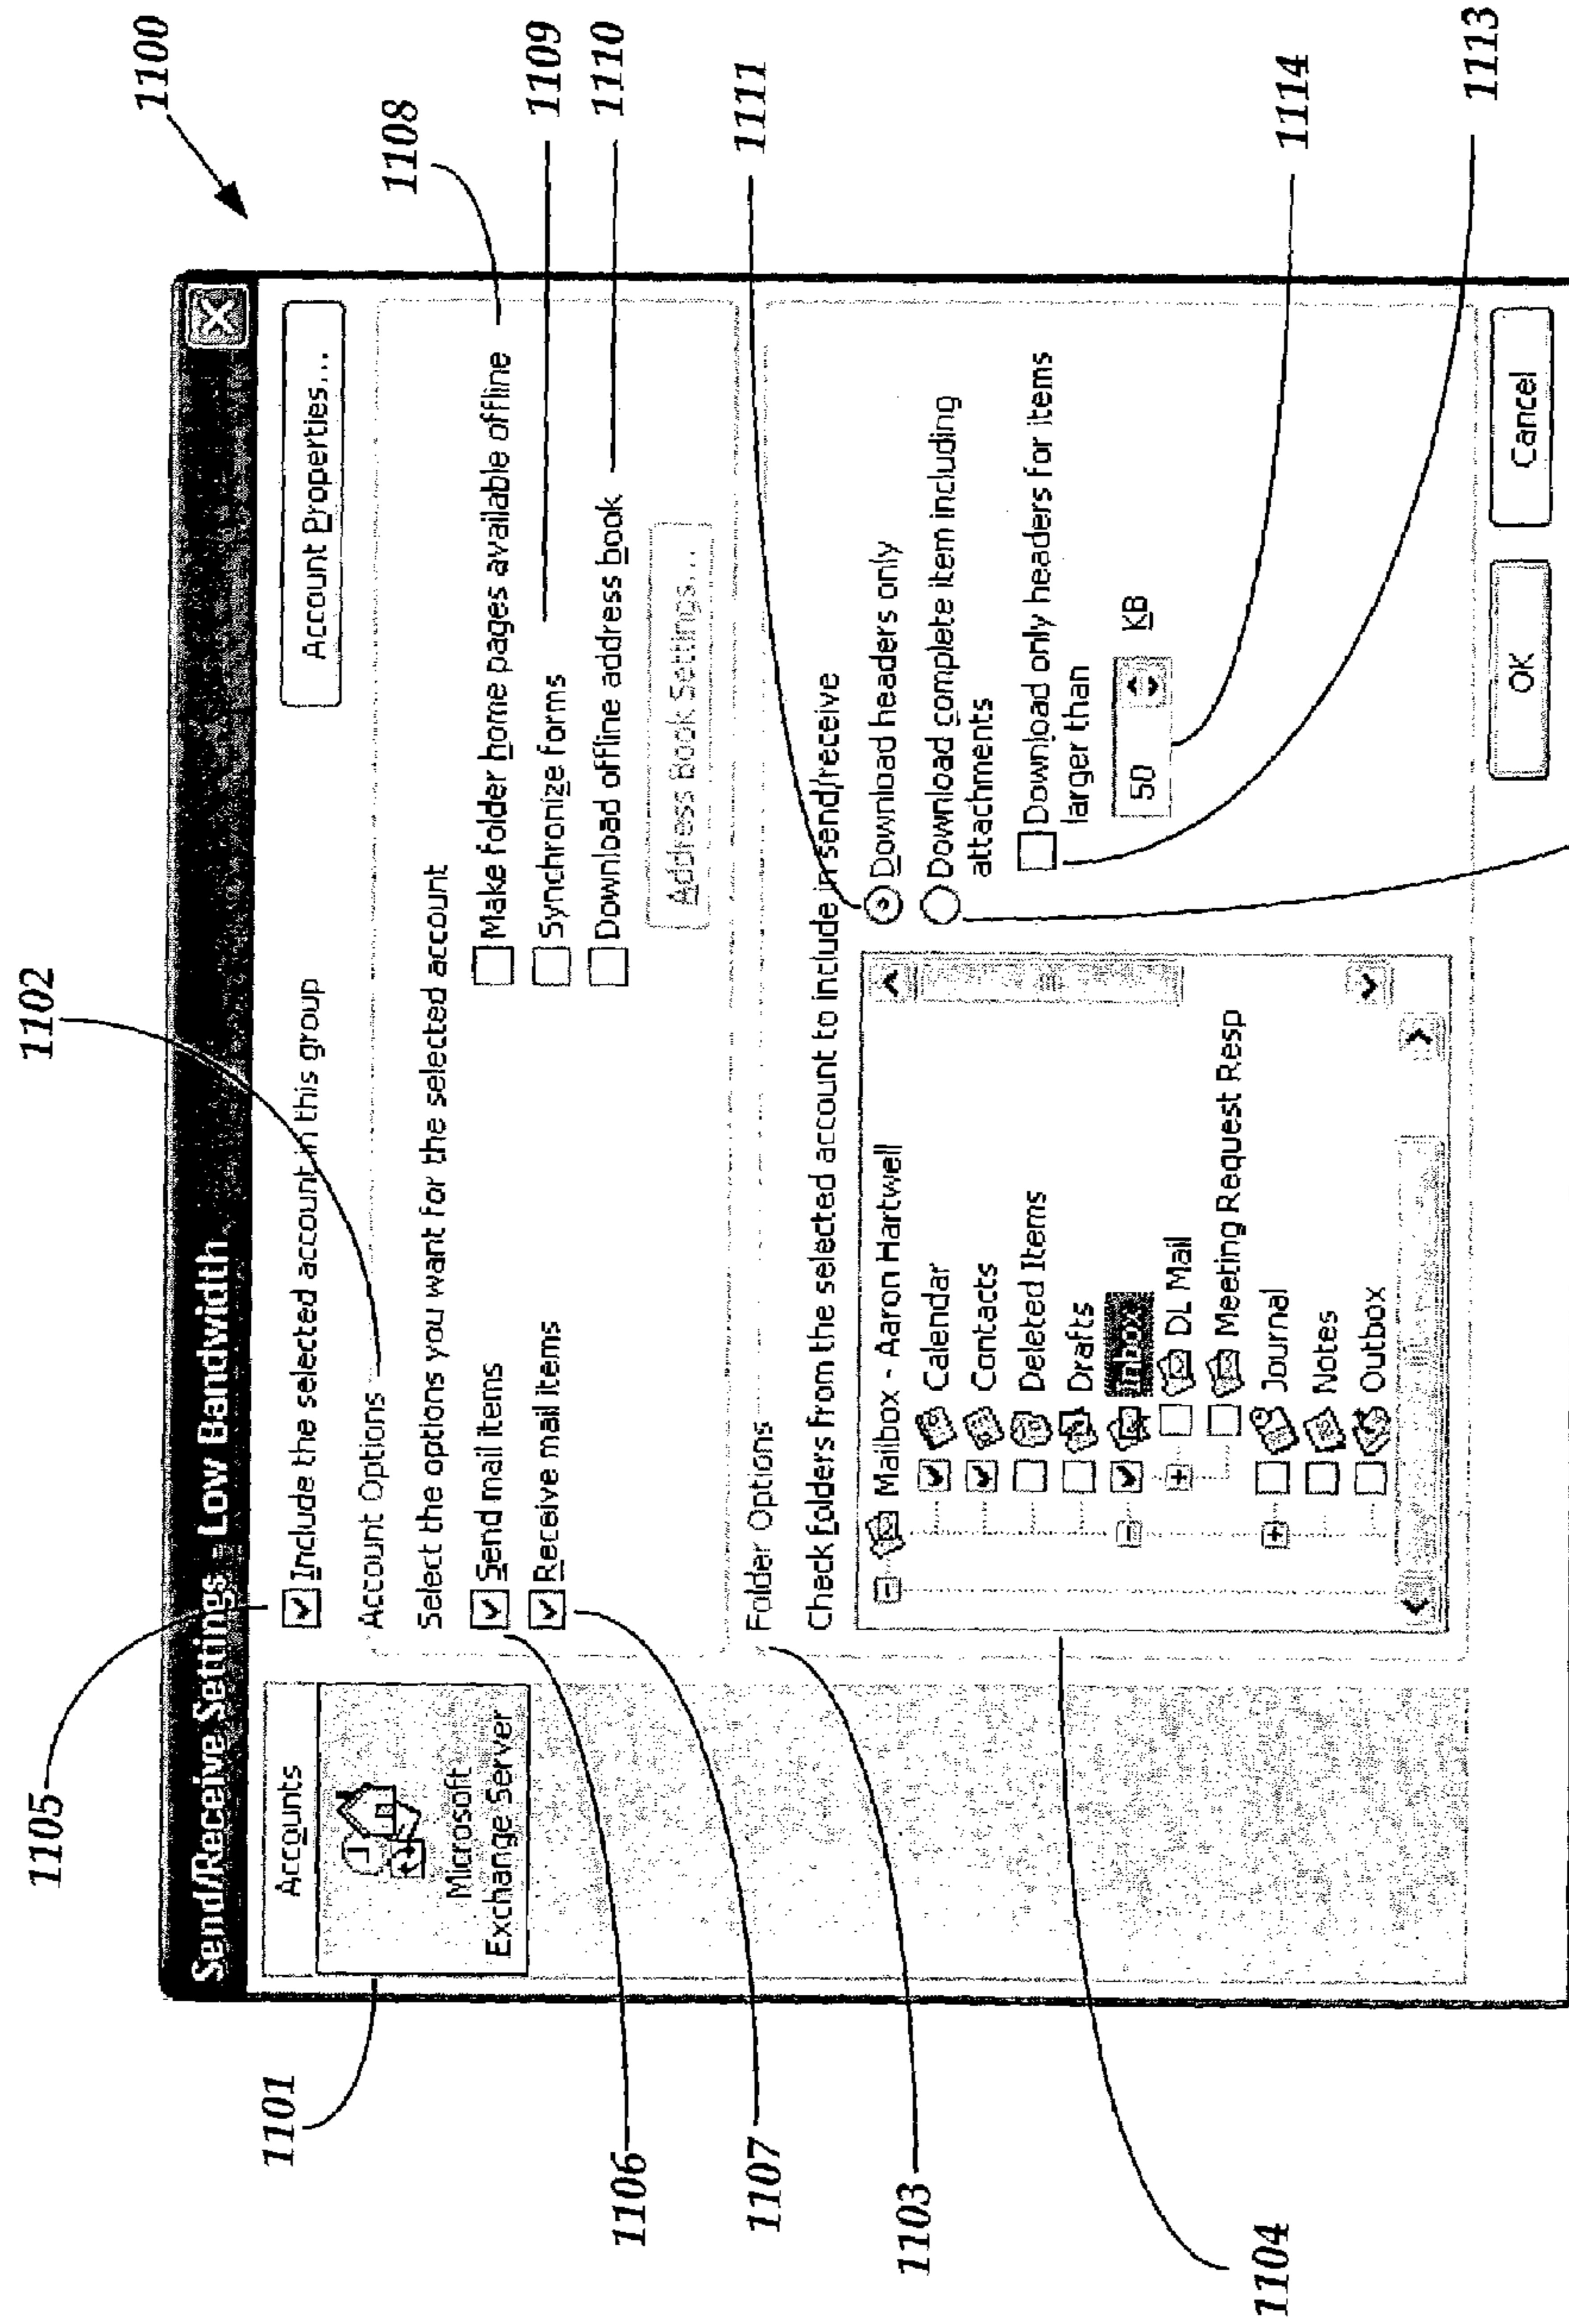 1100
1102
1105
1101
1108
1109
1110
1111
1114
1113
1106
1107
1103
1104
Send/Receive Settings - Low Bandwidth
Accounts
Microsoft
Exchange Server
Include the selected account in this group
Account Properties...
Account Options
Select the options you want for the selected account
Send mail items
Receive mail items
Make folder home pages available offline
Synchronize forms
Download offline address book
Address Book Settings...
Folder Options
Check folders from the selected account to include in send/receive
Mailbox - Aaron Hartwell
Calendar
Contacts
Deleted Items
Drafts
Inbox
DL Mail
Meeting Request Resp
Journal
Notes
Outbox
Download headers only
Download complete item including
attachments
Download only headers for items
larger than
50 KB
OK
Cancel